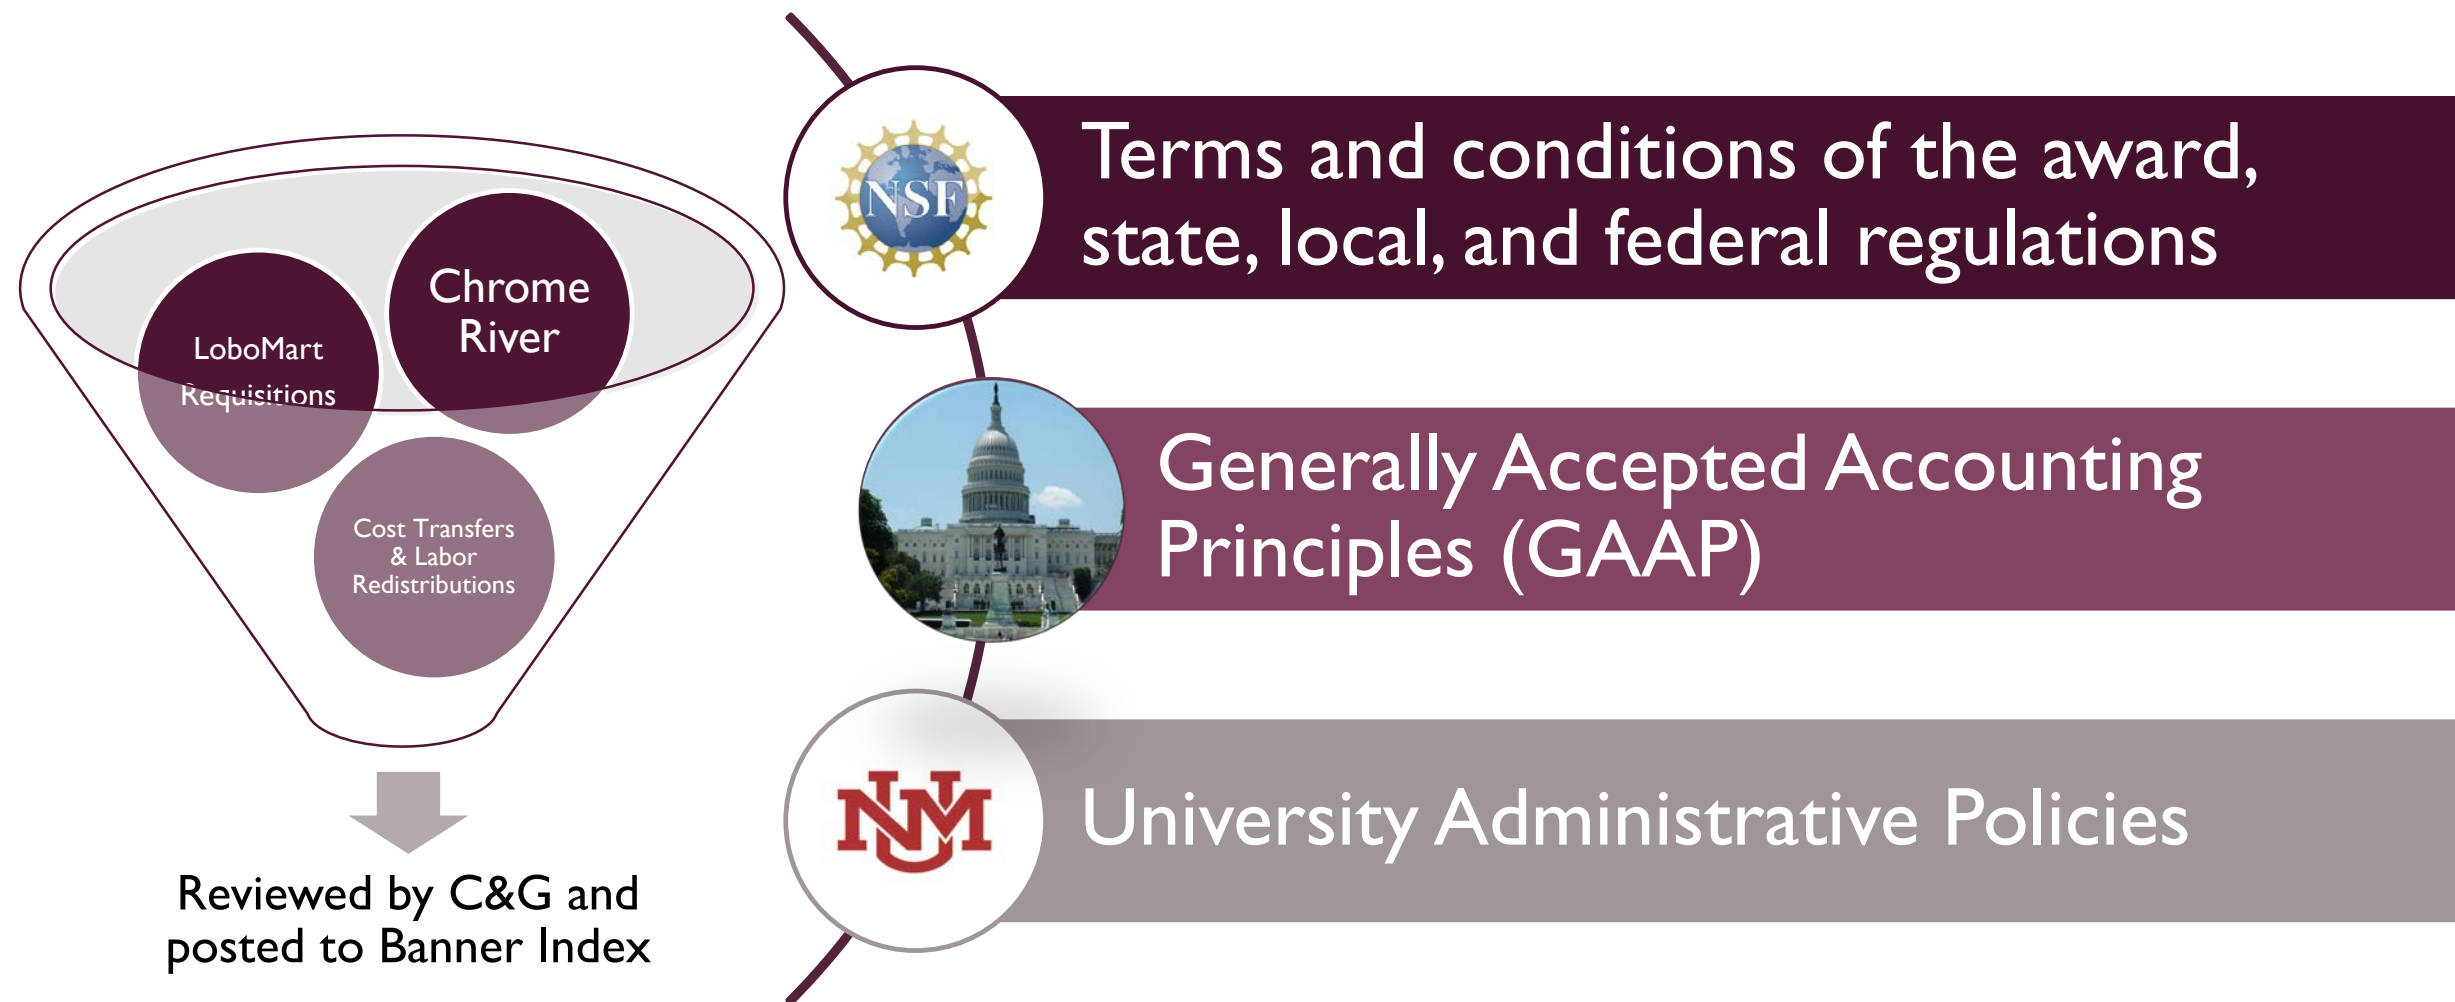 LoboMart
Requisitions
Chrome
River
Cost Transfers
& Labor
Redistributions
Reviewed by C&G and
posted to Banner Index
NSF
Terms and conditions of the award,
state, local, and federal regulations
Generally Accepted Accounting
Principles (GAAP)
UNM
University Administrative Policies